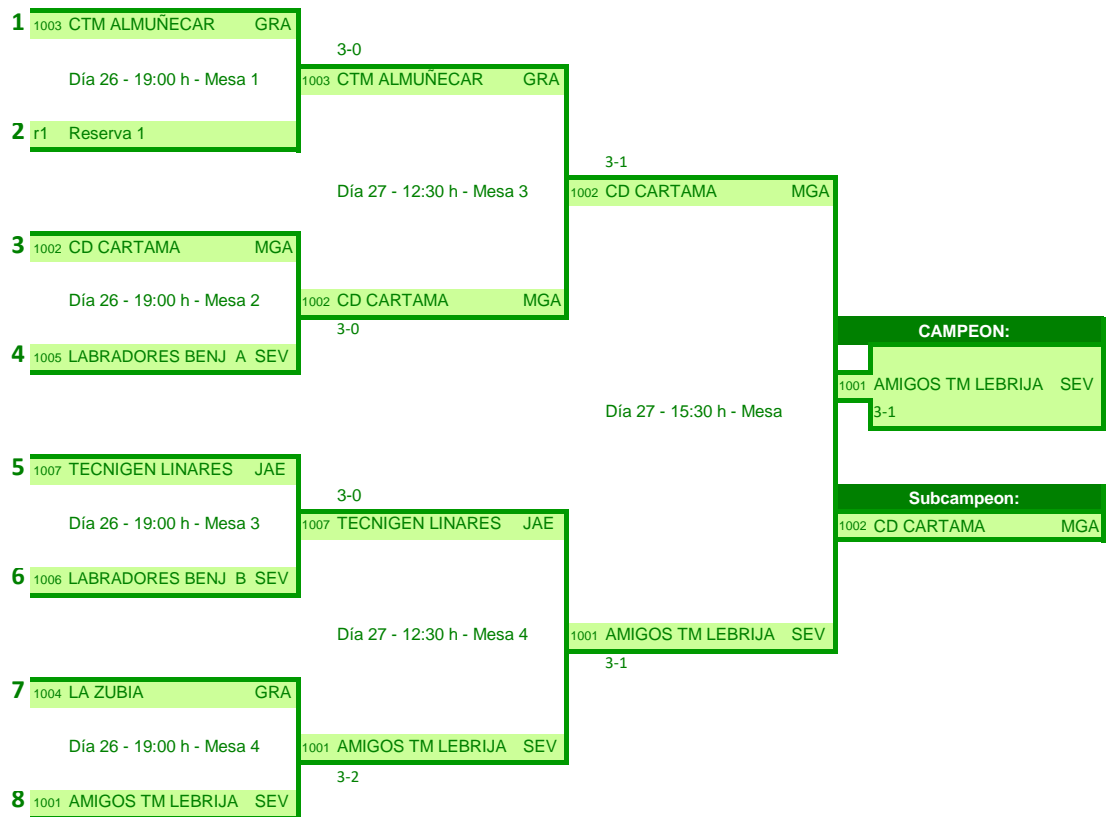 1 1003 CTM ALMUÑECAR GRA
3-0
Día 26 - 19:00 h - Mesa 1
1003 CTM ALMUÑECAR GRA
2 r1 Reserva 1
3-1
Día 27 - 12:30 h - Mesa 3
1002 CD CARTAMA MGA
3 1002 CD CARTAMA MGA
Día 26 - 19:00 h - Mesa 2
1002 CD CARTAMA MGA
3-0
CAMPEON:
4 1005 LABRADORES BENJ A SEV
1001 AMIGOS TM LEBRIJA SEV
Día 27 - 15:30 h - Mesa
3-1
5 1007 TECNIGEN LINARES JAE
3-0
Subcampeon:
Día 26 - 19:00 h - Mesa 3
1007 TECNIGEN LINARES JAE
1002 CD CARTAMA MGA
6 1006 LABRADORES BENJ B SEV
Día 27 - 12:30 h - Mesa 4
1001 AMIGOS TM LEBRIJA SEV
3-1
7 1004 LA ZUBIA GRA
Día 26 - 19:00 h - Mesa 4
1001 AMIGOS TM LEBRIJA SEV
3-2
8 1001 AMIGOS TM LEBRIJA SEV